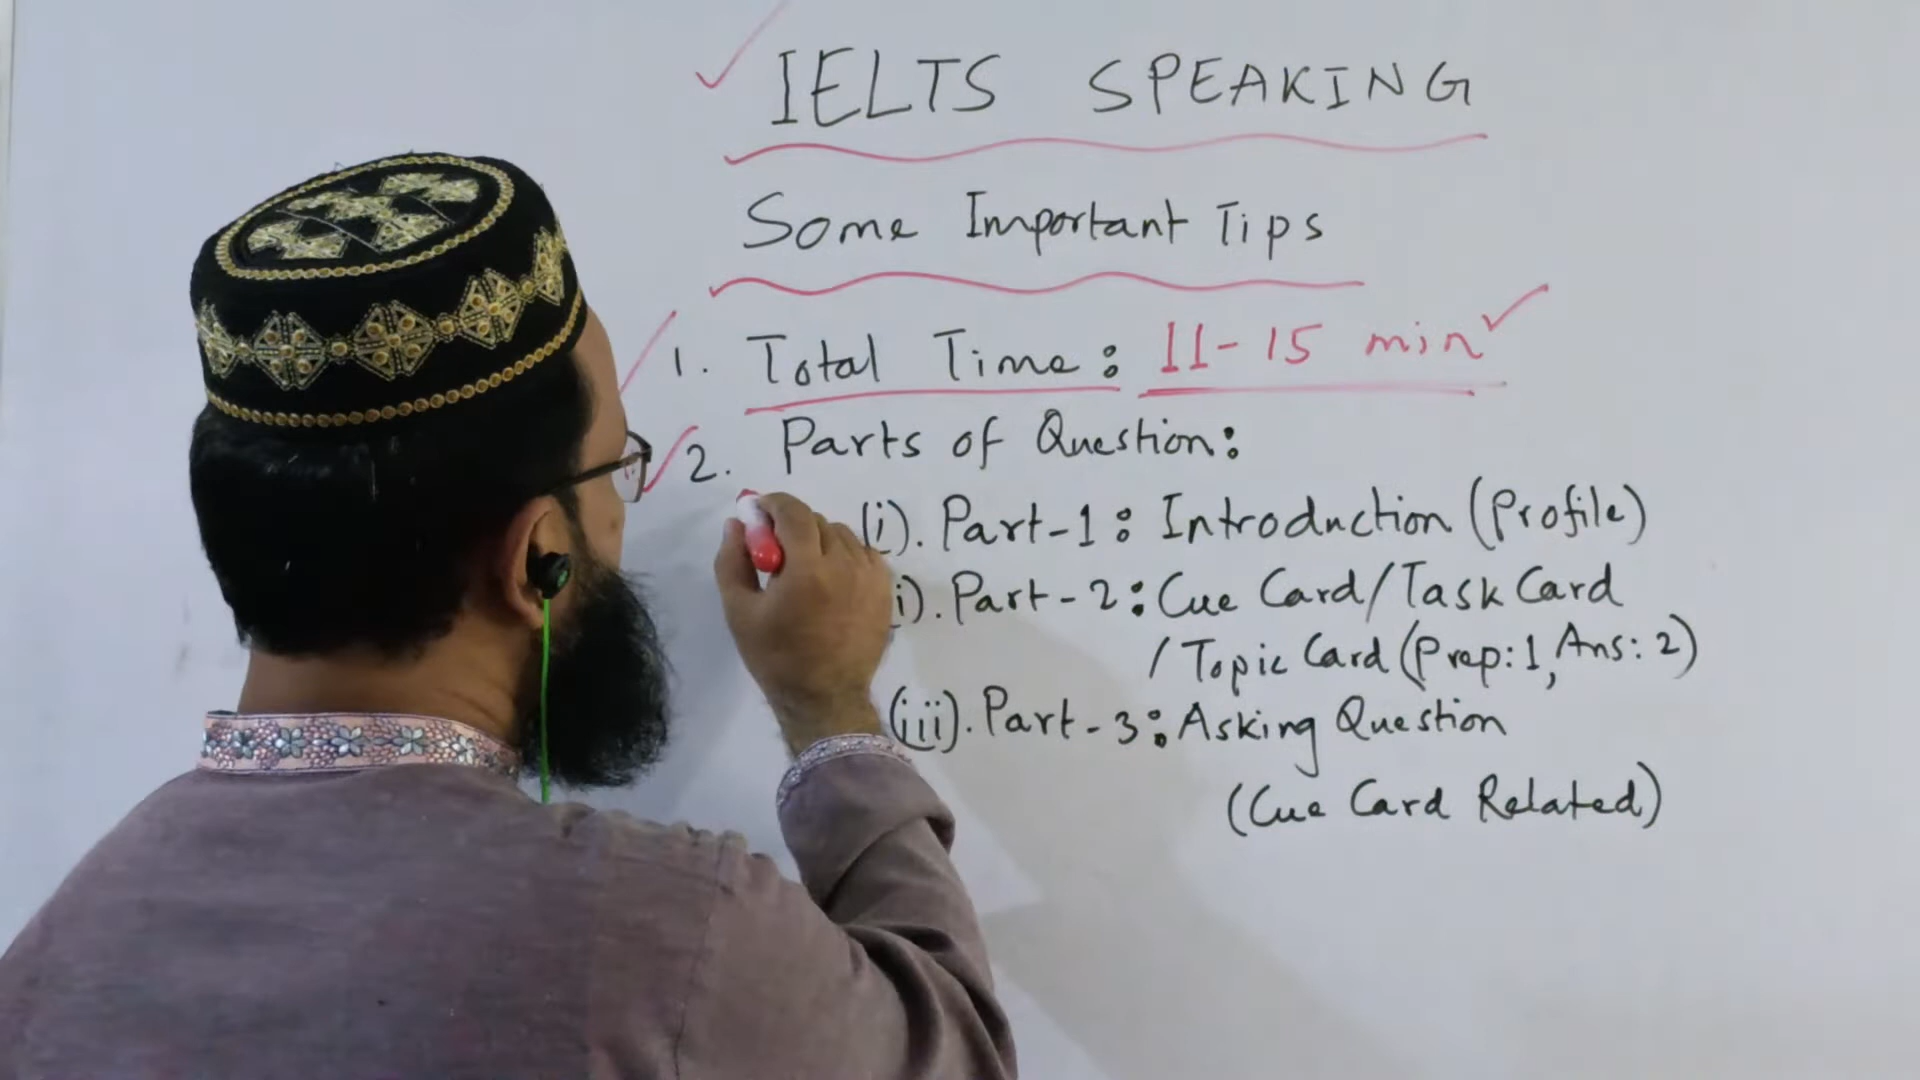 IELTS SPEAKING
Some Important Tips
1. Total Time: 11-15 min
2. Parts of Question:
(i). Part-1: Introduction (Profile)
i). Part-2: Cue Card/Task Card
/Topic Card (Prep:1, Ans:2)
(iii). Part-3: Asking Question
(Cue Card Related)